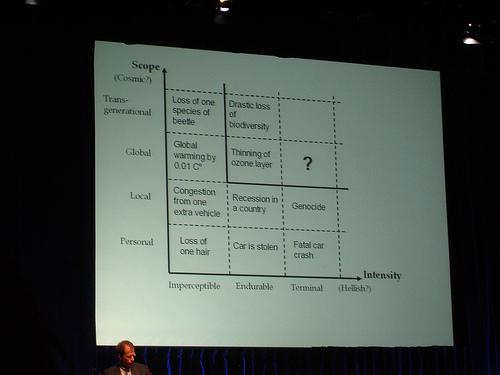 Scope
(Cosmic?)
Trans-
generational
Loss of one
species of
beetle
Drastic loss
of
biodiversity
Global
Global
warming by
0.01 C°
Thinning of
ozone layer
?
Local
Congestion
from one
extra vehicle
Recession in
a country
Genocide
Personal
Loss of
one hair
Car is stolen
Fatal car
crash
Intensity
Imperceptible
Endurable
Terminal
(Hellish?)